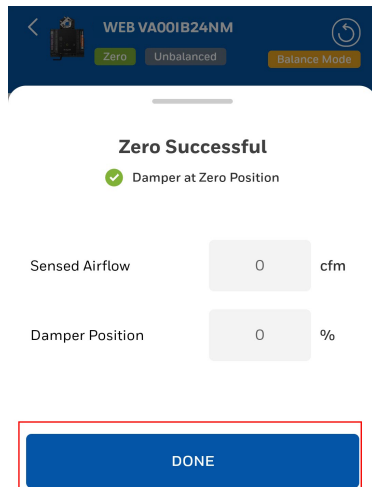 WEB VA00IB24NM
Zero
Unbalanced
Balance Mode
Zero Successful
Damper at Zero Position
Sensed Airflow 0 cfm
Damper Position 0 %
DONE